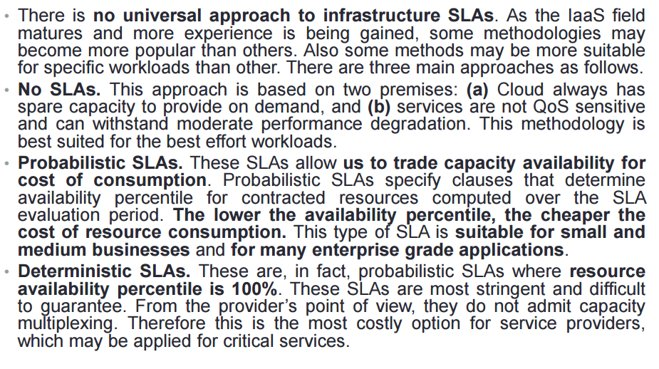 • There is no universal approach to infrastructure SLAs. As the IaaS field
matures and more experience is being gained, some methodologies may
become more popular than others. Also some methods may be more suitable
for specific workloads than other. There are three main approaches as follows.
• No SLAs. This approach is based on two premises: (a) Cloud always has
spare capacity to provide on demand, and (b) services are not QoS sensitive
and can withstand moderate performance degradation. This methodology is
best suited for the best effort workloads.
• Probabilistic SLAs. These SLAs allow us to trade capacity availability for
cost of consumption. Probabilistic SLAs specify clauses that determine
availability percentile for contracted resources computed over the SLA
evaluation period. The lower the availability percentile, the cheaper the
cost of resource consumption. This type of SLA is suitable for small and
medium businesses and for many enterprise grade applications.
• Deterministic SLAs. These are, in fact, probabilistic SLAs where resource
availability percentile is 100%. These SLAs are most stringent and difficult
to guarantee. From the provider's point of view, they do not admit capacity
multiplexing. Therefore this is the most costly option for service providers,
which may be applied for critical services.